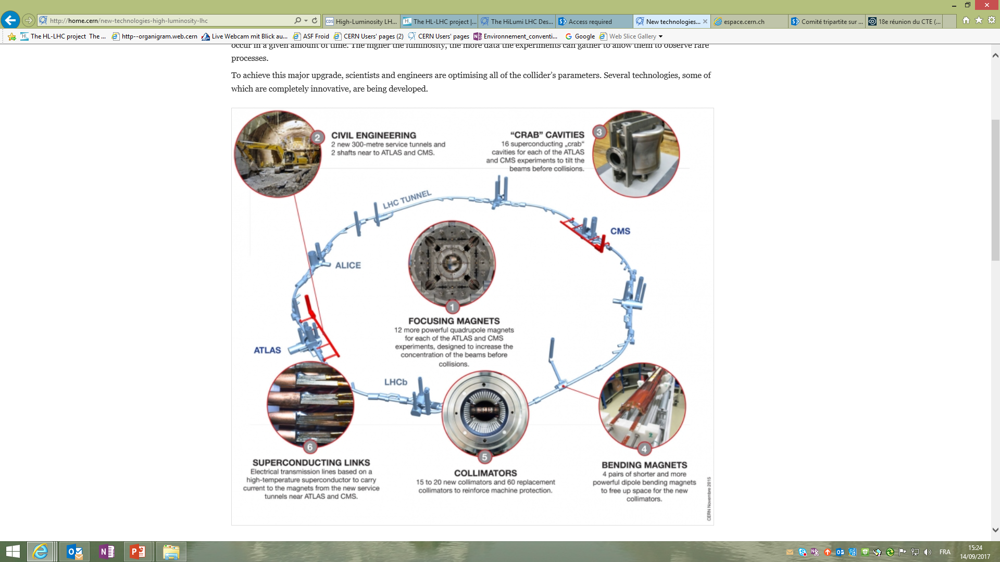 http://home.cern/new-technologies-high-luminosity-lhc
High-Luminosity LH...
The HL-LHC project |...
The HiLumi LHC Des...
Access required
New technologies...
espace.cern.ch
Comité tripartite sur ...
18e réunion du CTE (...
The HL-LHC project The ...
http--organigram.web.cern
Live Webcam mit Blick au...
ASF Froid
CERN Users' pages (2)
CERN Users' pages
Environnement_conventi...
Google
Web Slice Gallery
occur in a given amount of time. The higher the luminosity, the more data the experiments can gather to allow them to observe rare
processes.
To achieve this major upgrade, scientists and engineers are optimising all of the collider’s parameters. Several technologies, some of
which are completely innovative, are being developed.
2
CIVIL ENGINEERING
2 new 300-metre service tunnels and
2 shafts near to ATLAS and CMS.
“CRAB” CAVITIES
3
16 superconducting „crab“
cavities for each of the ATLAS
and CMS experiments to tilt the
beams before collisions.
LHC TUNNEL
CMS
ALICE
1
FOCUSING MAGNETS
12 more powerful quadrupole magnets
for each of the ATLAS and CMS
experiments, designed to increase the
concentration of the beams before
collisions.
ATLAS
LHCb
6
SUPERCONDUCTING LINKS
Electrical transmission lines based on a
high-temperature superconductor to carry
current to the magnets from the new service
tunnels near ATLAS and CMS.
5
COLLIMATORS
15 to 20 new collimators and 60 replacement
collimators to reinforce machine protection.
4
BENDING MAGNETS
4 pairs of shorter and more
powerful dipole bending magnets
to free up space for the new
collimators.
CERN Novembre 2015
FRA
15:24
14/09/2017